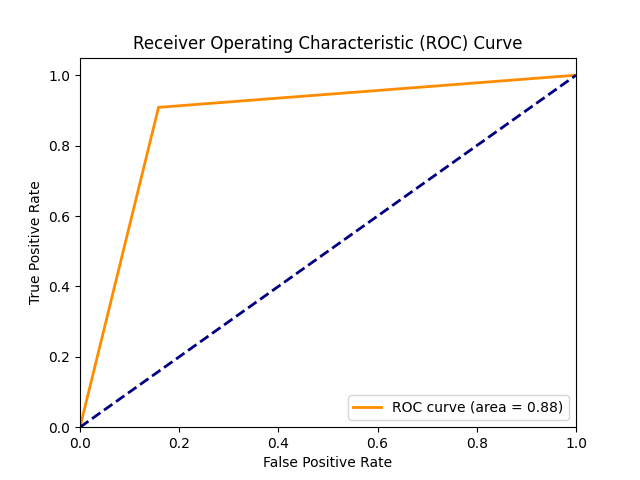 Receiver Operating Characteristic (ROC) Curve
1.0
0.8
0.6
0.4
0.2
0.0
True Positive Rate
ROC curve (area = 0.88)
0.0 0.2 0.4 0.6 0.8 1.0
False Positive Rate